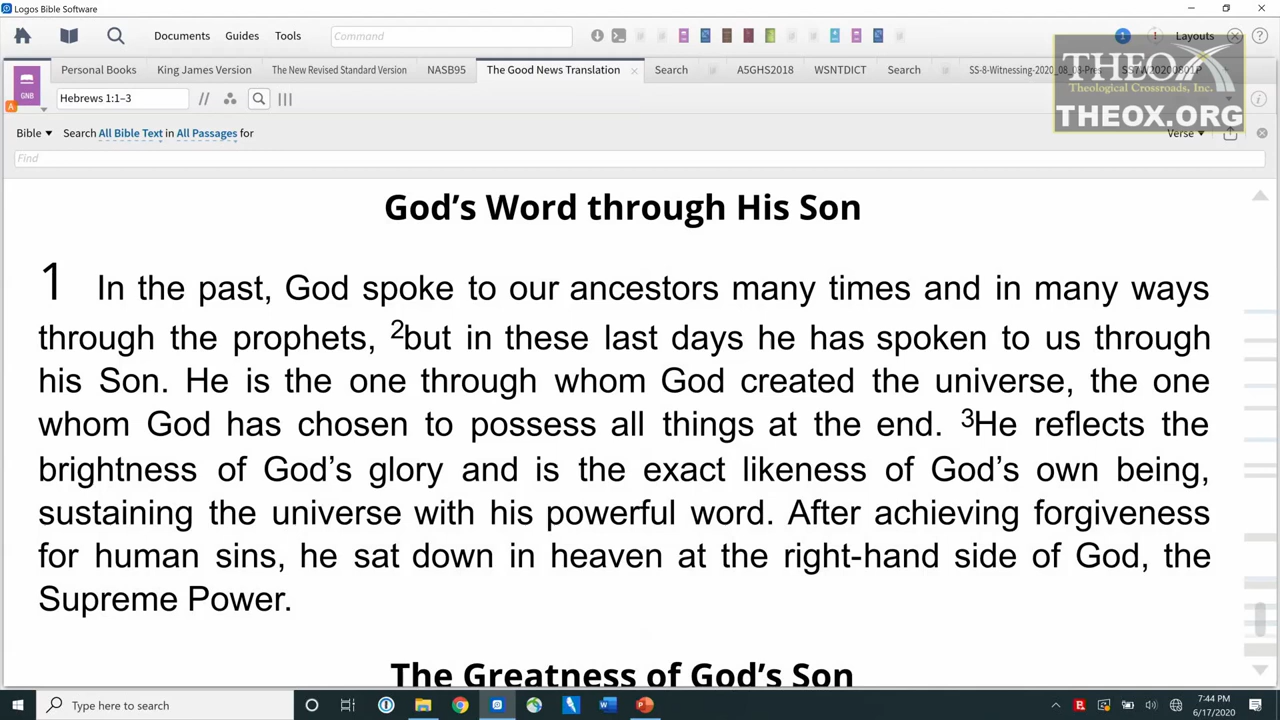 Logos Bible Software
Documents Guides Tools Command Layouts
THEOX
Theological Crossroads, Inc.
THEOX.ORG
Personal Books King James Version The New Revised Stan NASB95 The Good News Translation Search A5GHS2018 WSNTDICT Search SS-8-Witnessing-2020_08_08-Pres
GNB
A
Hebrews 1:1–3
Bible Search All Bible Text in All Passages for Verse
Find
God's Word through His Son
1 In the past, God spoke to our ancestors many times and in many ways
through the prophets, 2but in these last days he has spoken to us through
his Son. He is the one through whom God created the universe, the one
whom God has chosen to possess all things at the end. 3He reflects the
brightness of God's glory and is the exact likeness of God's own being,
sustaining the universe with his powerful word. After achieving forgiveness
for human sins, he sat down in heaven at the right-hand side of God, the
Supreme Power.
The Greatness of God's Son
Type here to search
7:44 PM
6/17/2020